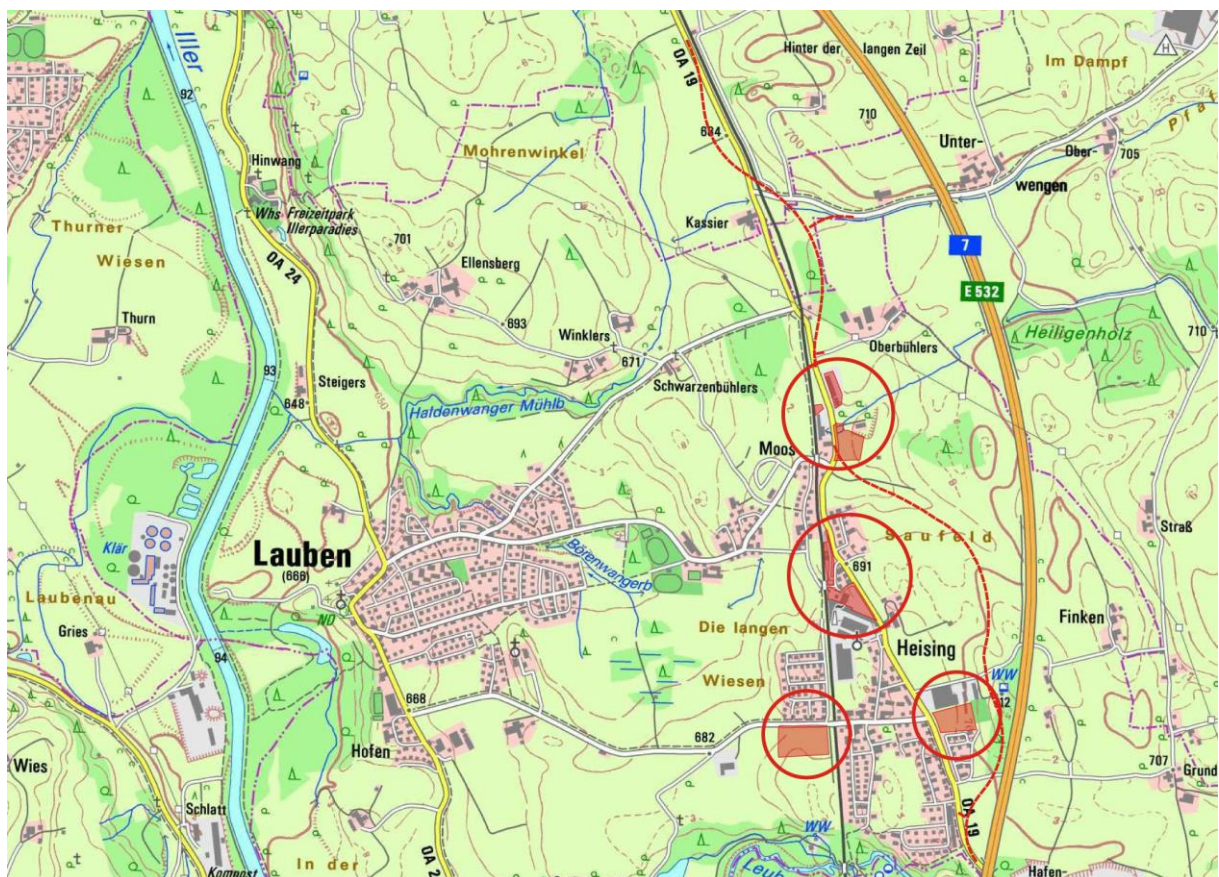 Iller
92
OA 19
Hinter der langen Zeil
Im Dampf
H
710
634
700
Unter-
wengen
Ober-
705
Mohrenwinkel
Hinwang
Whs
Freizeitpark
Illerparadies
Thurner
Wiesen
OA 24
701
Kassier
Ellensberg
7
E 532
Thurn
693
Winklers
671
Oberbühlers
Heiligenholz
710
93
Steigers
648
650
Schwarzenbühlers
Haldenwanger Mühlb
Moos
Straß
Saufeld
Klär
Lauben
(666)
Börenwangerb
691
Laubenau
ND
Gries
Die langen
Wiesen
Heising
Finken
94
WW
668
682
Hofen
Wies
707
Grund
Schlatt
OA 19
WW
In der
OA 2
Kompost
Leub
Hafen-